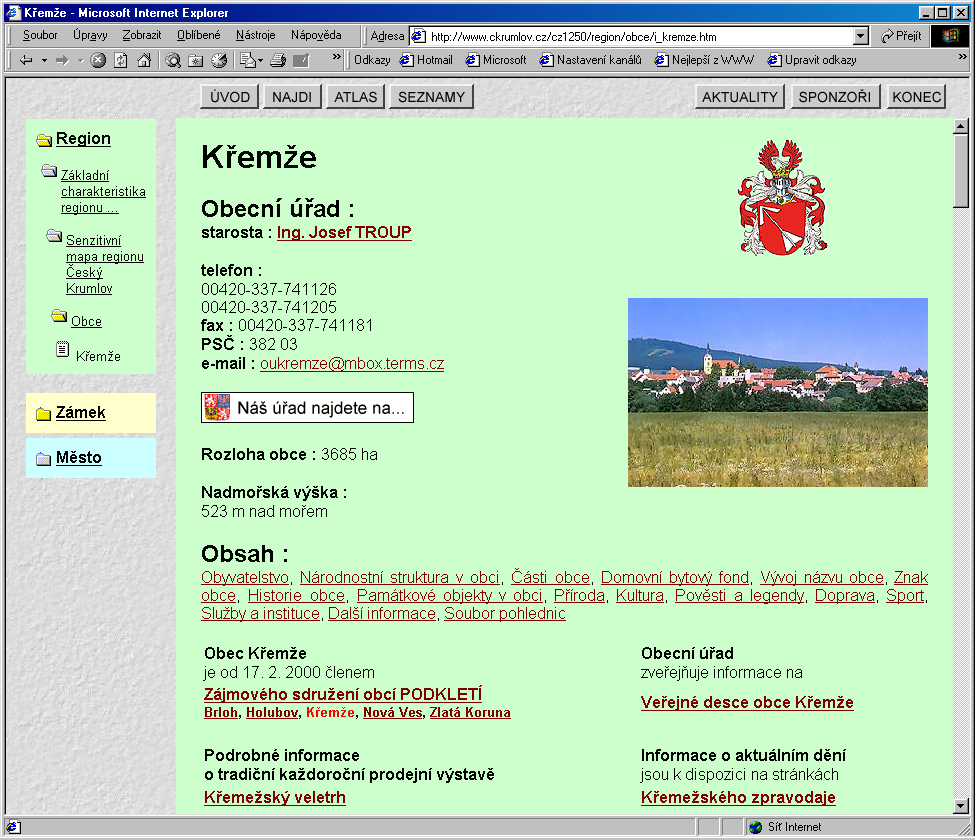 Křemže - Microsoft Internet Explorer
Soubor Úpravy Zobrazit Oblíbené Nástroje Nápověda
Adresa http://www.ckrumlov.cz/cz1250/region/obce/i_kremze.htm Přejít
» Odkazy Hotmail Microsoft Nastavení kanálů Nejlepší z WWW Upravit odkazy »
ÚVOD NAJDI ATLAS SEZNAMY AKTUALITY SPONZOŘI KONEC
Region
Základní
charakteristika
regionu ...
Senzitivní
mapa regionu
Český
Krumlov
Obce
Křemže
Zámek
Město
Křemže
Obecní úřad :
starosta : Ing. Josef TROUP
telefon :
00420-337-741126
00420-337-741205
fax : 00420-337-741181
PSČ : 382 03
e-mail : oukremze@mbox.terms.cz
Náš úřad najdete na...
Rozloha obce : 3685 ha
Nadmořská výška :
523 m nad mořem
Obsah :
Obyvatelstvo, Národnostní struktura v obci, Části obce, Domovní bytový fond, Vývoj názvu obce, Znak
obce, Historie obce, Památkové objekty v obci, Příroda, Kultura, Pověsti a legendy, Doprava, Sport,
Služby a instituce, Další informace, Soubor pohlednic
Obec Křemže
je od 17. 2. 2000 členem
Zájmového sdružení obcí PODKLETÍ
Brloh, Holubov, Křemže, Nová Ves, Zlatá Koruna
Obecní úřad
zveřejňuje informace na
Veřejné desce obce Křemže
Podrobné informace
o tradiční každoroční prodejní výstavě
Křemežský veletrh
Informace o aktuálním dění
jsou k dispozici na stránkách
Křemežského zpravodaje
Síť Internet